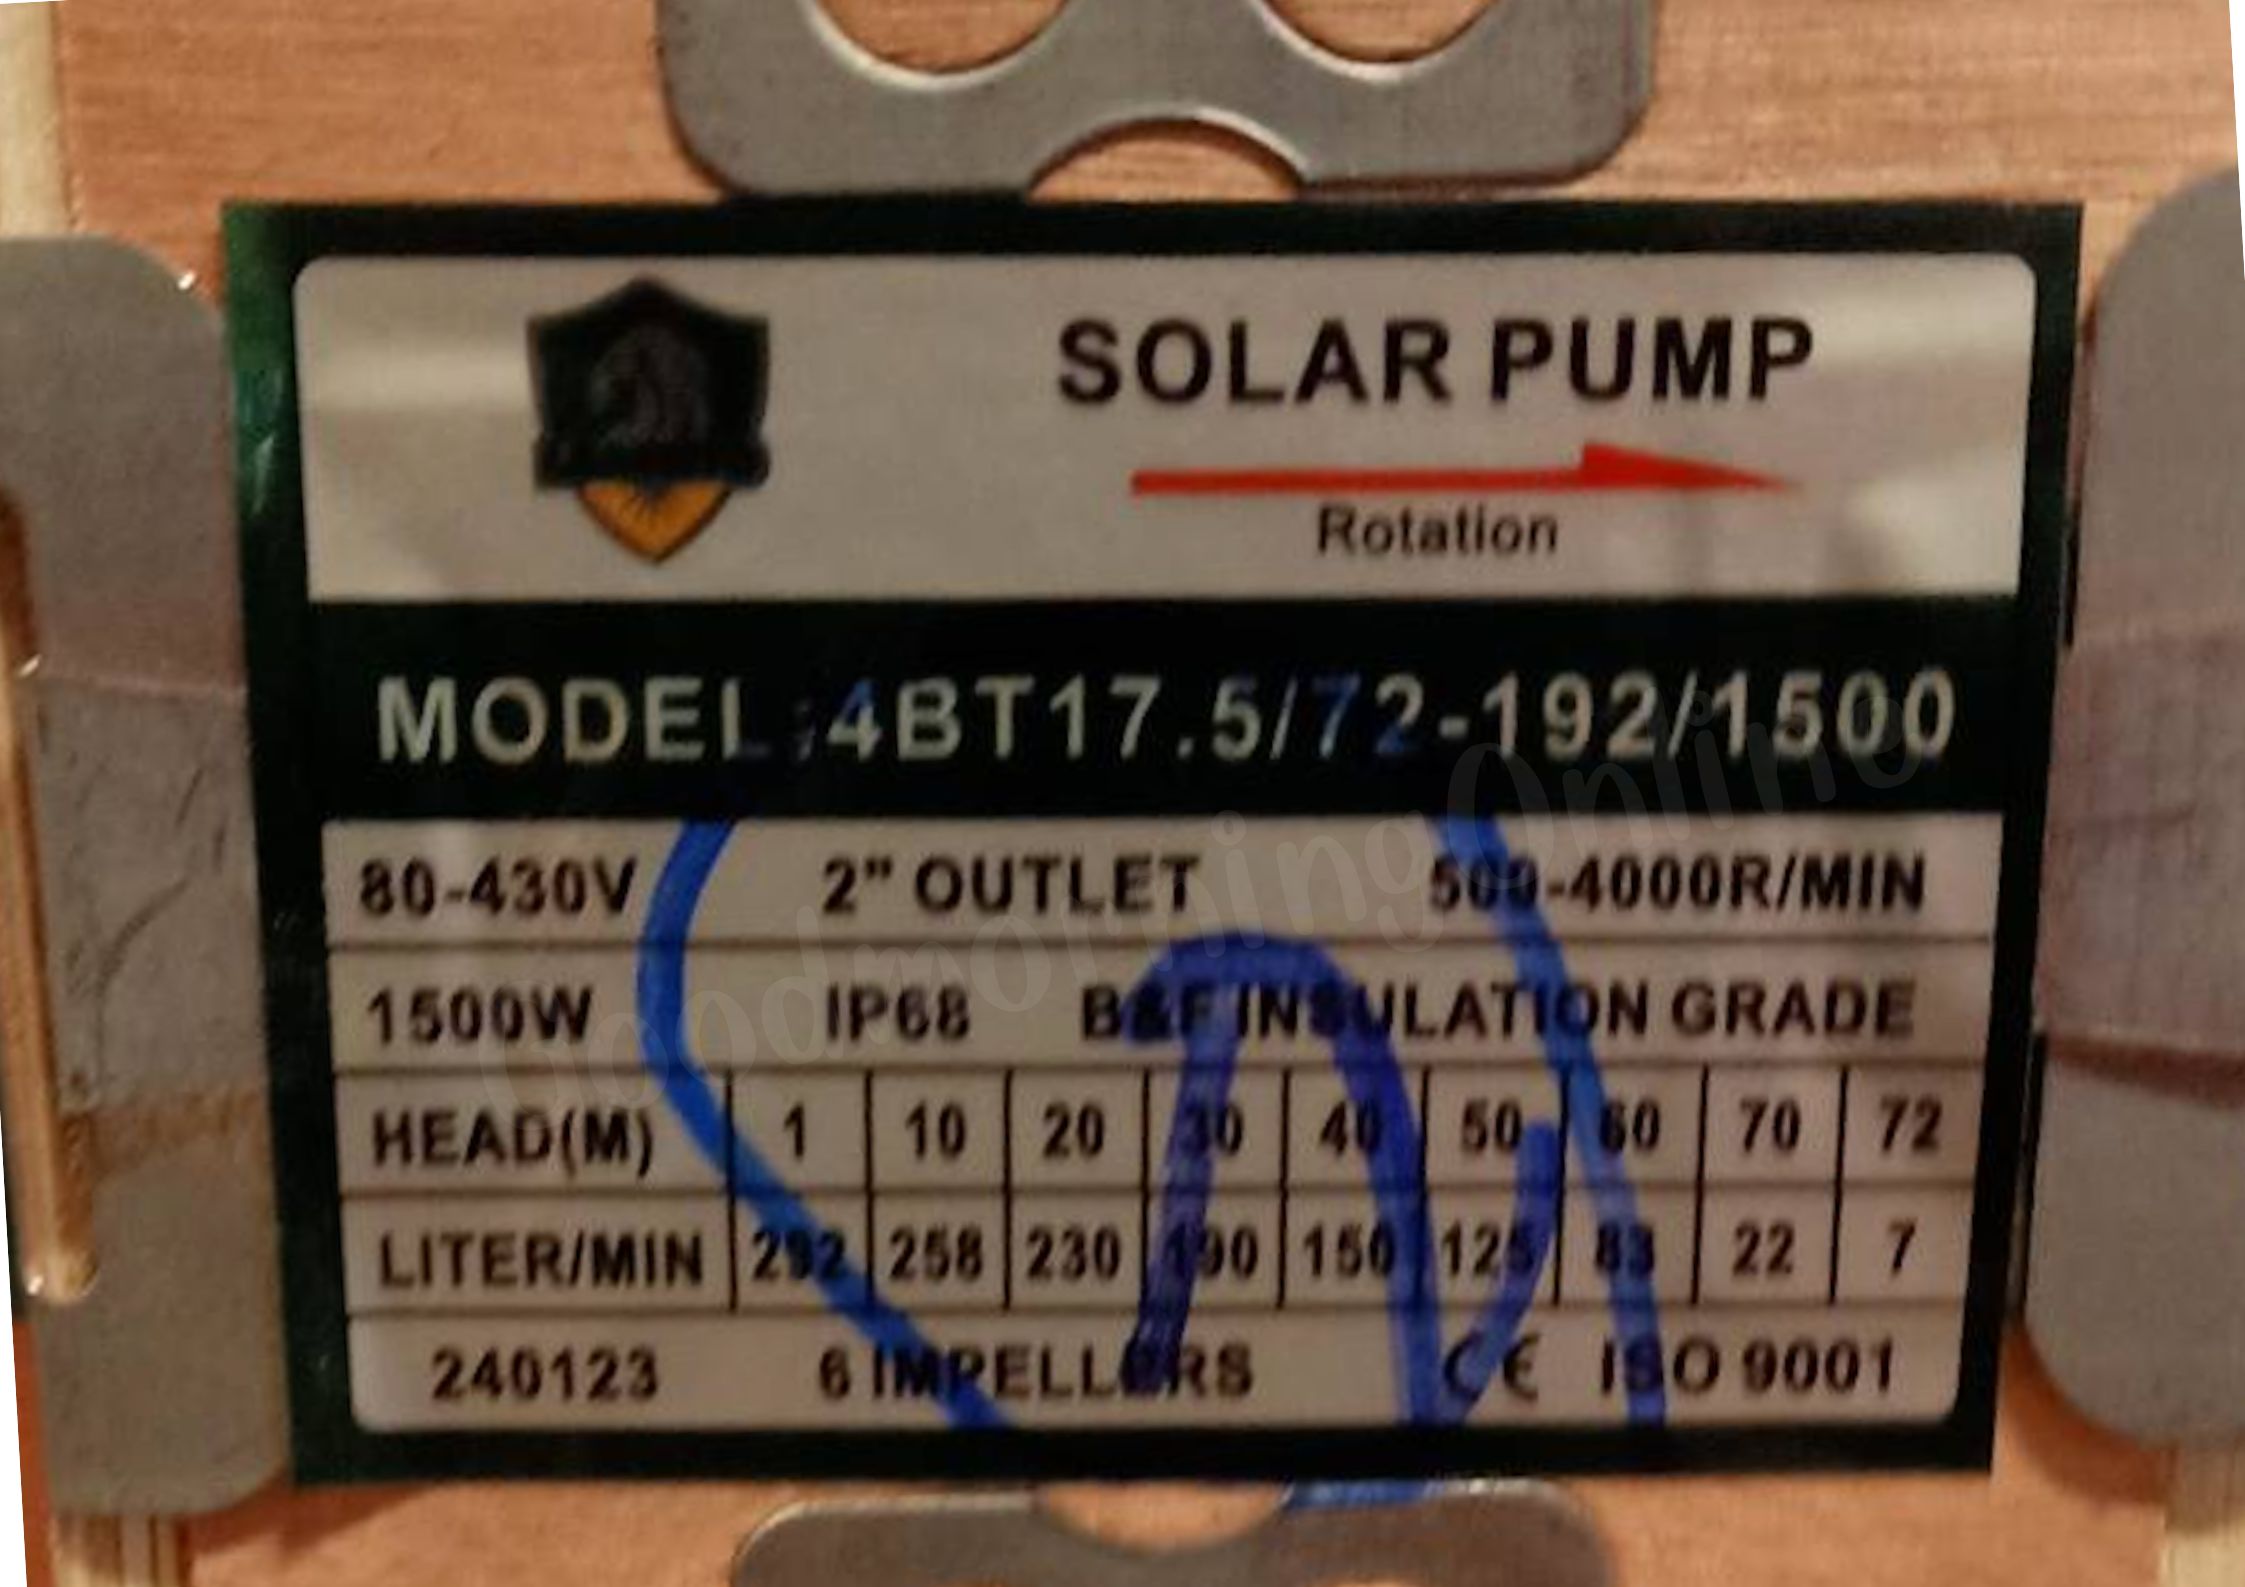 SOLAR PUMP
Rotation
MODEL:4BT17.5/72-192/1500
80-430V 2" OUTLET 500-4000R/MIN
1500W IP68 B&F INSULATION GRADE
HEAD(M) 1 10 20 30 40 50 60 70 72
LITER/MIN 292 258 230 190 150 125 83 22 7
240123 6 IMPELLERS CE ISO 9001
GoodmorningOnline